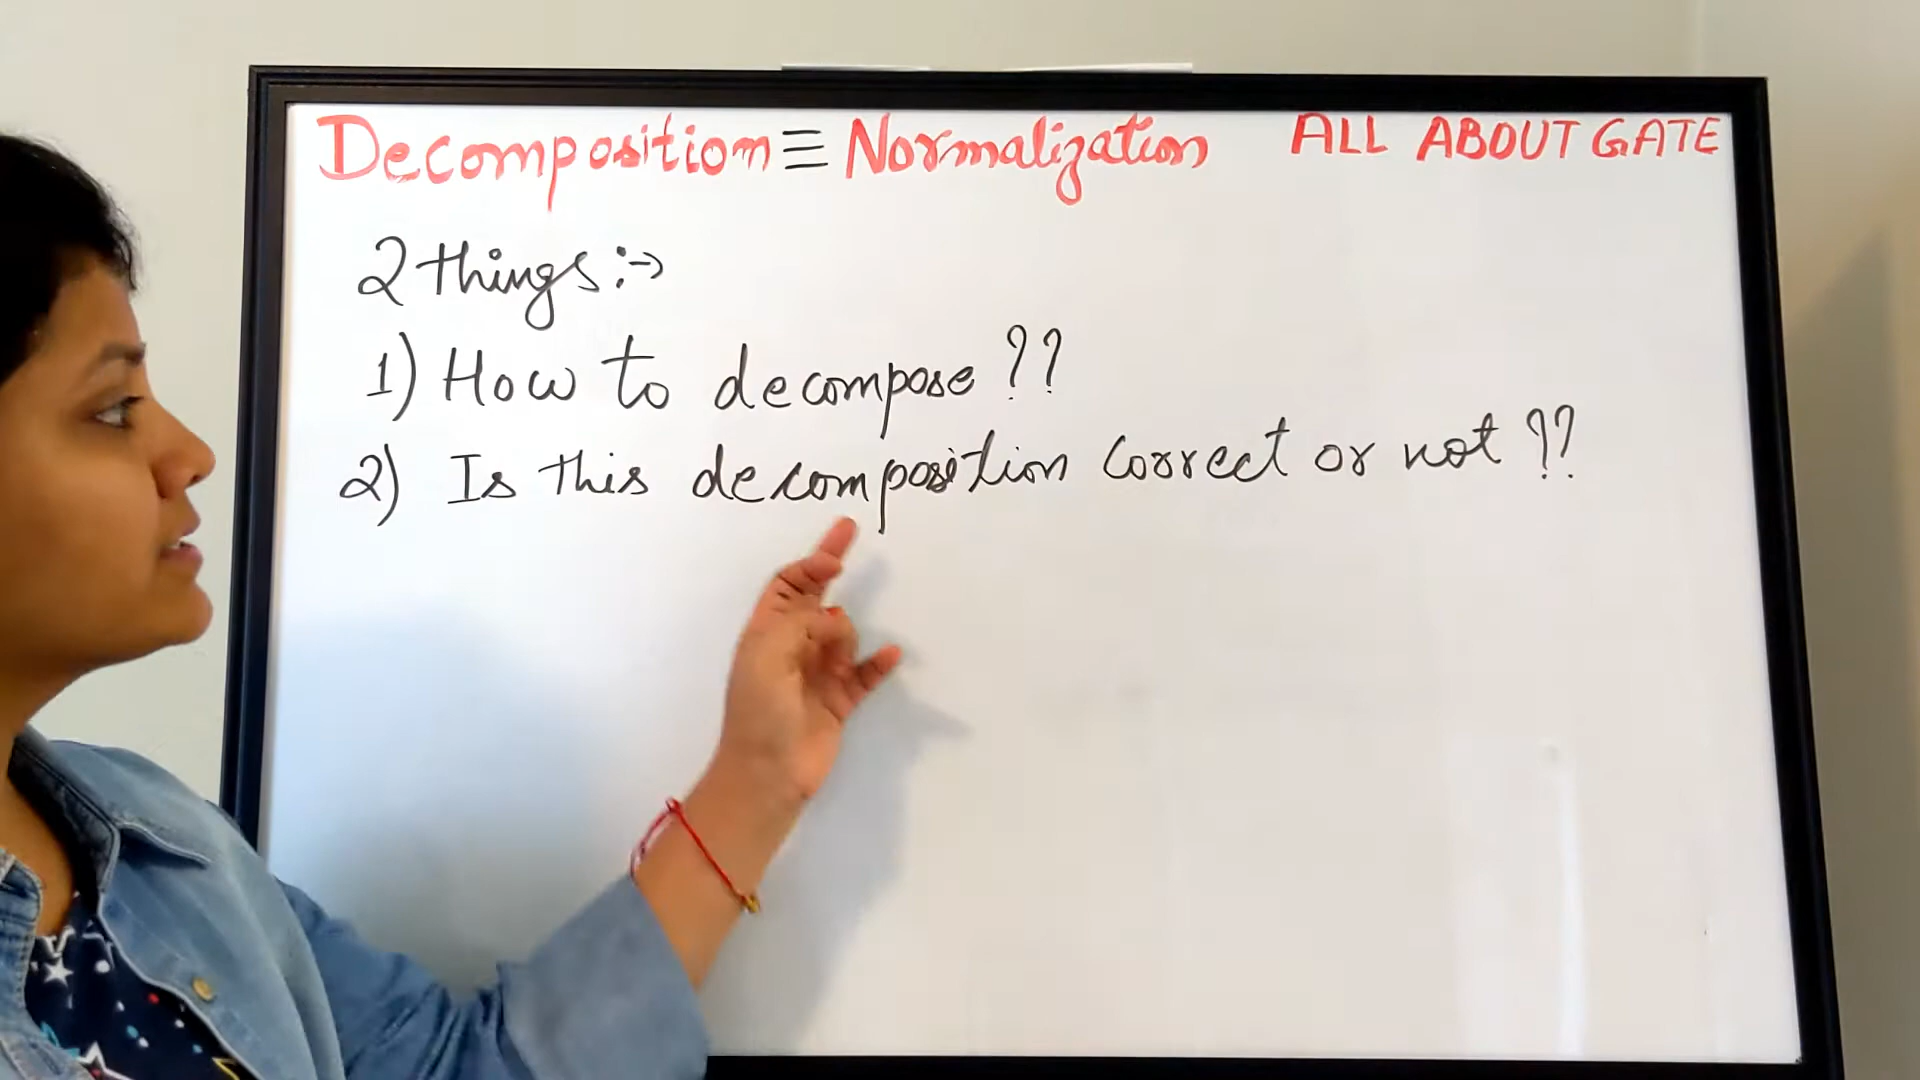 Decomposition ≡ Normalization ALL ABOUT GATE
2 things :→
1) How to decompose ??
2) Is this decomposition correct or not ??